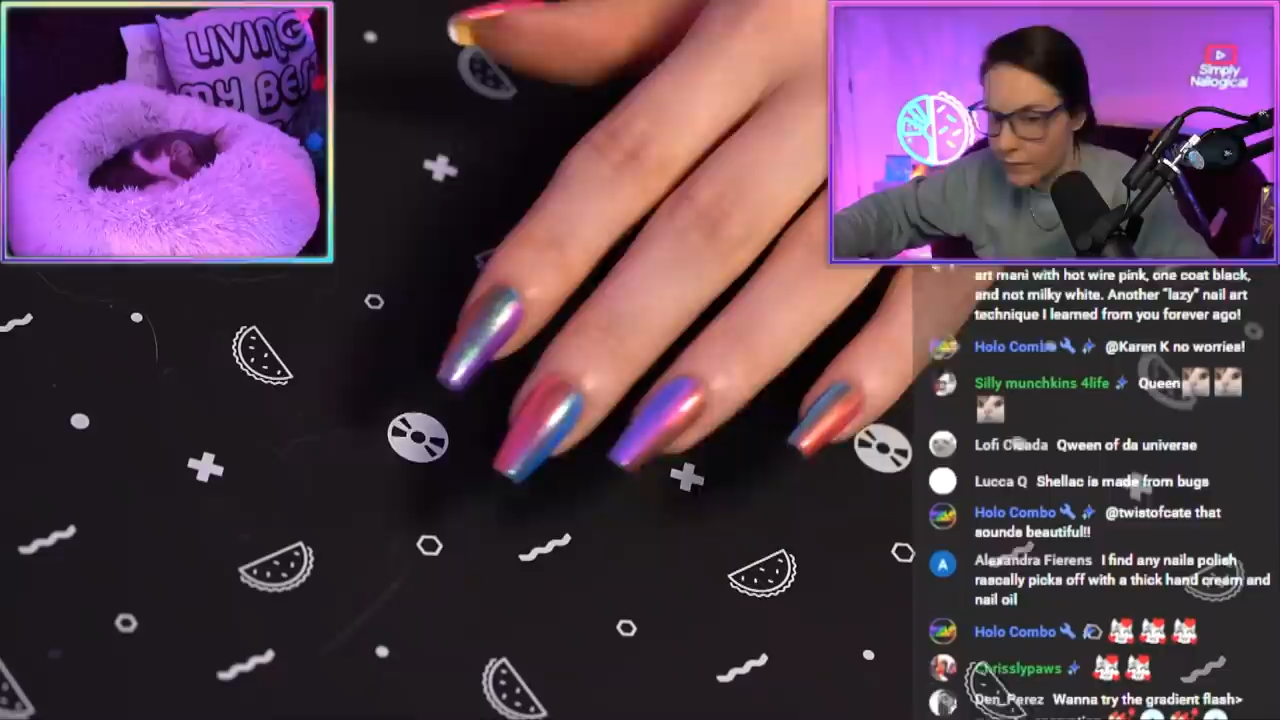 LIVING
MY BES
Simply
Nailogical
art mani with hot wire pink, one coat black,
and not milky white. Another "lazy" nail art
technique I learned from you forever ago!
Holo Combo @Karen K no worries!
Silly munchkins 4life Queen
Lofi Cicada Qween of da universe
Lucca Q Shellac is made from bugs
Holo Combo @twistofcate that
sounds beautiful!!
A
Alexandra Fierens I find any nails polish
rascally picks off with a thick hand cream and
nail oil
Holo Combo
Chrisslypaws
Den_Perez Wanna try the gradient flash>